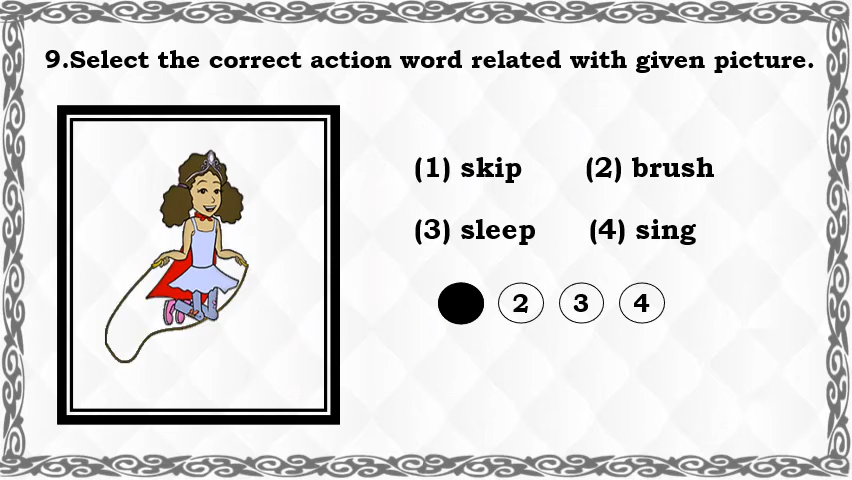 9.Select the correct action word related with given picture.
(1) skip (2) brush
(3) sleep (4) sing
2 3 4